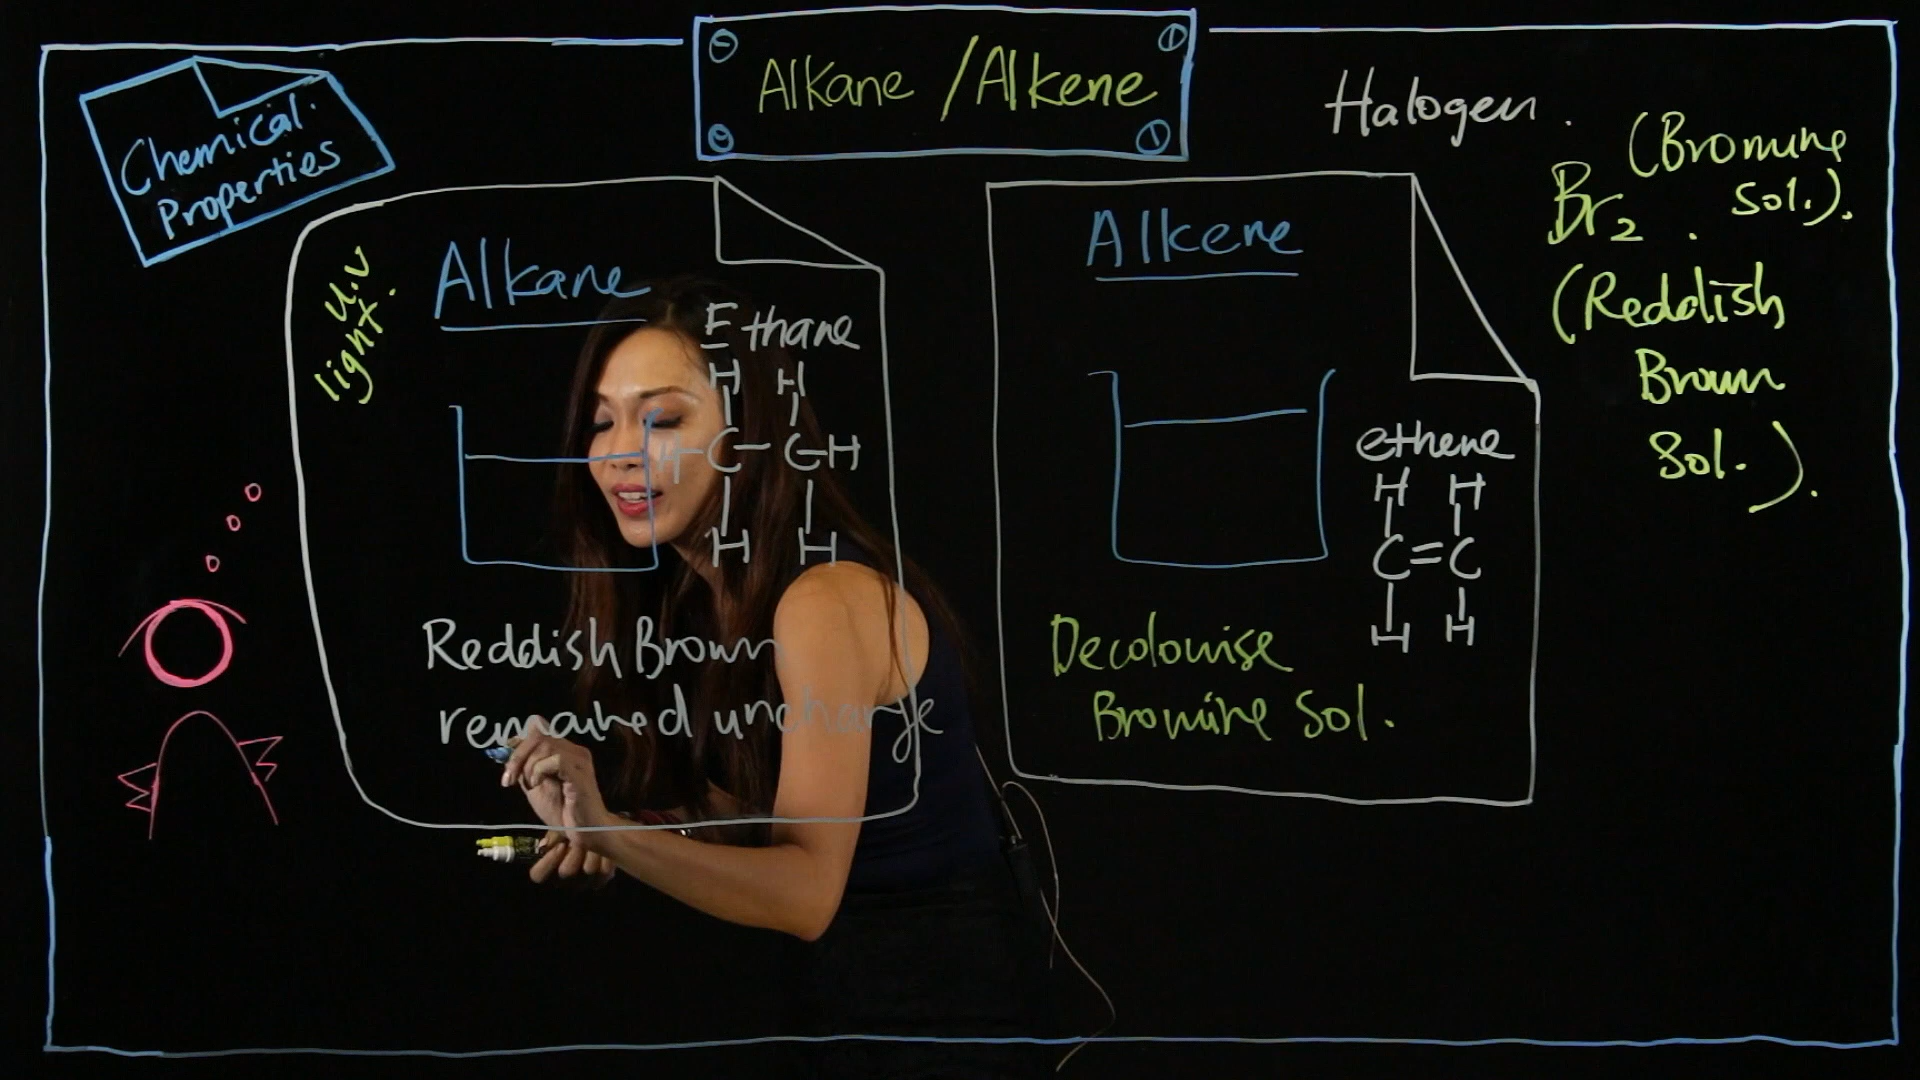 Alkane / Alkene
Chemical
Properties
Halogen.
(Bromine
sol.).
Br2.
(Reddish
Brown
Sol.).
u.v
light.
Alkane
Ethane
H H
H-C-C-H
H H
Reddish Brown
remained unchange
Alkene
ethene
H H
C=C
H H
Decolourise
Bromine Sol.